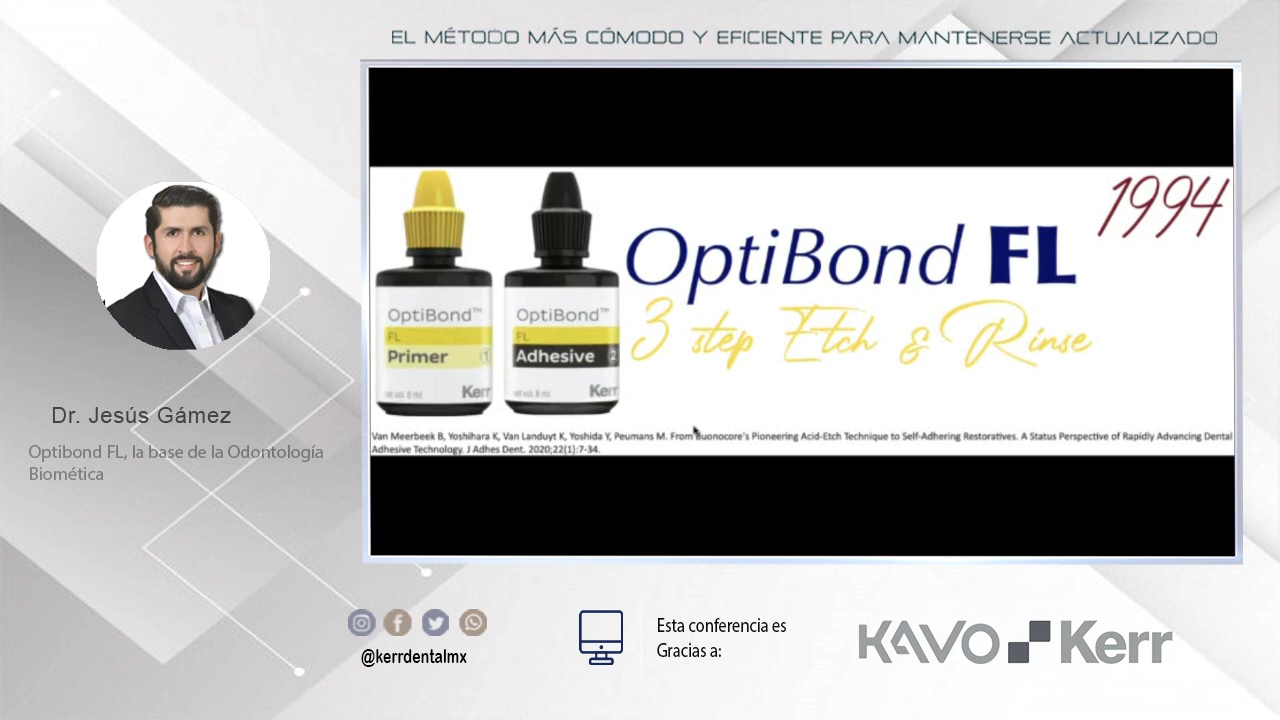 EL MÉTODO MÁS CÓMODO Y EFICIENTE PARA MANTENERSE ACTUALIZADO
1994
OptiBond FL
3 step Etch & Rinse
OptiBond™
FL
Primer 1
Kerr
OptiBond™
FL
Adhesive 2
Kerr
Van Meerbeek B, Yoshihara K, Van Landuyt K, Yoshida Y, Peumans M. From Buonocore's Pioneering Acid-Etch Technique to Self-Adhering Restoratives. A Status Perspective of Rapidly Advancing Dental
Adhesive Technology. J Adhes Dent. 2020;22(1):7-34.
Dr. Jesús Gámez
Optibond FL, la base de la Odontología
Biomética
@kerrdentalmx
Esta conferencia es
Gracias a:
KAVO Kerr